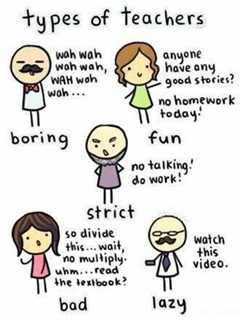 types of teachers
wah wah
wah wah,
WAH wah
wah...
boring
anyone
have any
good stories?
no homework
today!
fun
no talking!
do work!
strict
so divide
this...wait,
no multiply.
uhm...read
the textbook?
bad
watch
this
video.
lazy